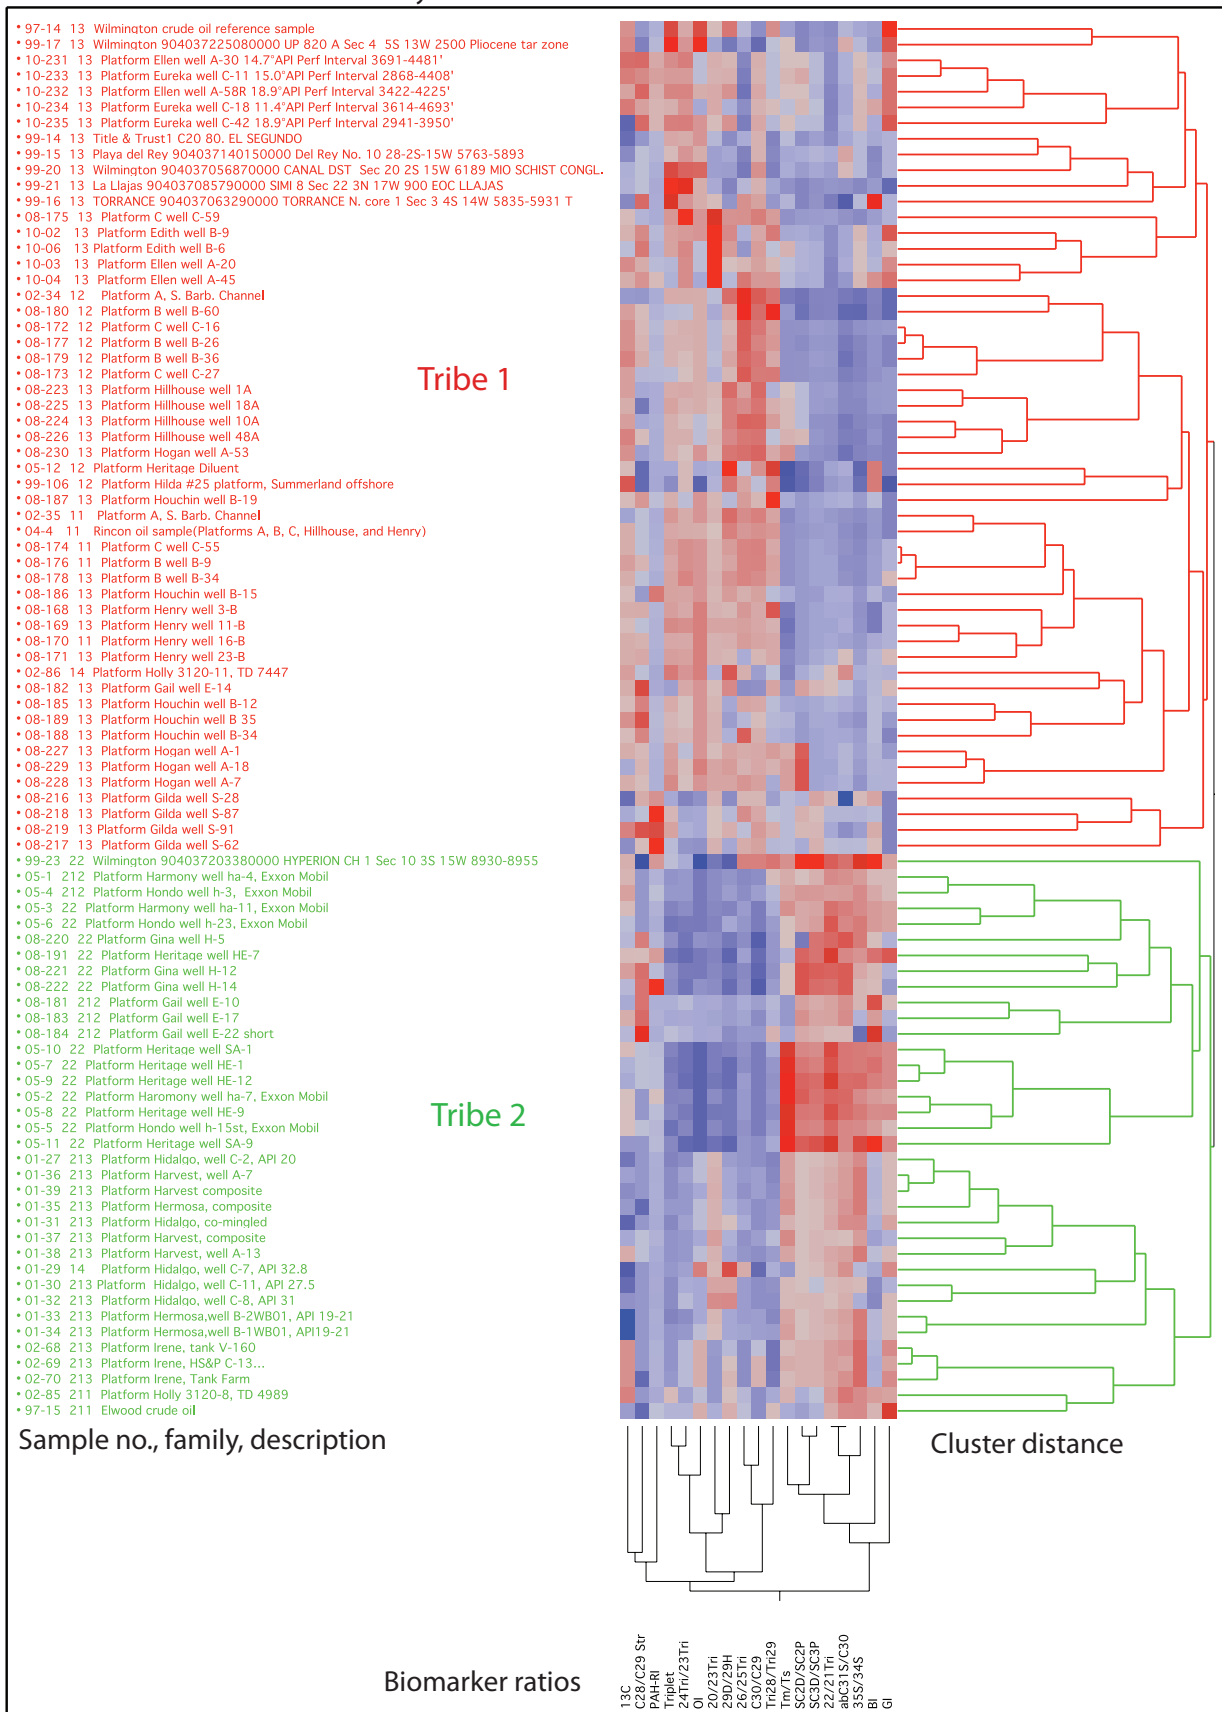 • 97-14 13 Wilmington crude oil reference sample
• 99-17 13 Wilmington 904037225080000 UP 820 A Sec 4 5S 13W 2500 Pliocene tar zone
• 10-231 13 Platform Ellen well A-30 14.7°API Perf Interval 3691-4481'
• 10-233 13 Platform Eureka well C-11 15.0°API Perf Interval 2868-4408'
• 10-232 13 Platform Ellen well A-58R 18.9°API Perf Interval 3422-4225'
• 10-234 13 Platform Eureka well C-18 11.4°API Perf Interval 3614-4693'
• 10-235 13 Platform Eureka well C-42 18.9°API Perf Interval 2941-3950'
• 99-14 13 Title & Trust1 C20 80. EL SEGUNDO
• 99-15 13 Playa del Rey 904037140150000 Del Rey No. 10 28-2S-15W 5763-5893
• 99-20 13 Wilmington 904037056870000 CANAL DST Sec 20 2S 15W 6189 MIO SCHIST CONGL.
• 99-21 13 La Llajas 904037085790000 SIMI 8 Sec 22 3N 17W 900 EOC LLAJAS
• 99-16 13 TORRANCE 904037063290000 TORRANCE N. core 1 Sec 3 4S 14W 5835-5931 T
• 08-175 13 Platform C well C-59
• 10-02 13 Platform Edith well B-9
• 10-06 13 Platform Edith well B-6
• 10-03 13 Platform Ellen well A-20
• 10-04 13 Platform Ellen well A-45
• 02-34 12 Platform A, S. Barb. Channel
• 08-180 12 Platform B well B-60
• 08-172 12 Platform C well C-16
• 08-177 12 Platform B well B-26
• 08-179 12 Platform B well B-36
• 08-173 12 Platform C well C-27
• 08-223 13 Platform Hillhouse well 1A
• 08-225 13 Platform Hillhouse well 18A
• 08-224 13 Platform Hillhouse well 10A
• 08-226 13 Platform Hillhouse well 48A
• 08-230 13 Platform Hogan well A-53
• 05-12 12 Platform Heritage Diluent
• 99-106 12 Platform Hilda #25 platform, Summerland offshore
• 08-187 13 Platform Houchin well B-19
• 02-35 11 Platform A, S. Barb. Channel
• 04-4 11 Rincon oil sample(Platforms A, B, C, Hillhouse, and Henry)
• 08-174 11 Platform C well C-55
• 08-176 11 Platform B well B-9
• 08-178 13 Platform B well B-34
• 08-186 13 Platform Houchin well B-15
• 08-168 13 Platform Henry well 3-B
• 08-169 13 Platform Henry well 11-B
• 08-170 11 Platform Henry well 16-B
• 08-171 13 Platform Henry well 23-B
• 02-86 14 Platform Holly 3120-11, TD 7447
• 08-182 13 Platform Gail well E-14
• 08-185 13 Platform Houchin well B-12
• 08-189 13 Platform Houchin well B 35
• 08-188 13 Platform Houchin well B-34
• 08-227 13 Platform Hogan well A-1
• 08-229 13 Platform Hogan well A-18
• 08-228 13 Platform Hogan well A-7
• 08-216 13 Platform Gilda well S-28
• 08-218 13 Platform Gilda well S-87
• 08-219 13 Platform Gilda well S-91
• 08-217 13 Platform Gilda well S-62
Tribe 1
• 99-23 22 Wilmington 904037203380000 HYPERION CH 1 Sec 10 3S 15W 8930-8955
• 05-1 212 Platform Harmony well ha-4, Exxon Mobil
• 05-4 212 Platform Hondo well h-3, Exxon Mobil
• 05-3 22 Platform Harmony well ha-11, Exxon Mobil
• 05-6 22 Platform Hondo well h-23, Exxon Mobil
• 08-220 22 Platform Gina well H-5
• 08-191 22 Platform Heritage well HE-7
• 08-221 22 Platform Gina well H-12
• 08-222 22 Platform Gina well H-14
• 08-181 212 Platform Gail well E-10
• 08-183 212 Platform Gail well E-17
• 08-184 212 Platform Gail well E-22 short
• 05-10 22 Platform Heritage well SA-1
• 05-7 22 Platform Heritage well HE-1
• 05-9 22 Platform Heritage well HE-12
• 05-2 22 Platform Haromony well ha-7, Exxon Mobil
• 05-8 22 Platform Heritage well HE-9
• 05-5 22 Platform Hondo well h-15st, Exxon Mobil
• 05-11 22 Platform Heritage well SA-9
• 01-27 213 Platform Hidalgo, well C-2, API 20
• 01-36 213 Platform Harvest, well A-7
• 01-39 213 Platform Harvest composite
• 01-35 213 Platform Hermosa, composite
• 01-31 213 Platform Hidalgo, co-mingled
• 01-37 213 Platform Harvest, composite
• 01-38 213 Platform Harvest, well A-13
• 01-29 14 Platform Hidalgo, well C-7, API 32.8
• 01-30 213 Platform Hidalgo, well C-11, API 27.5
• 01-32 213 Platform Hidalgo, well C-8, API 31
• 01-33 213 Platform Hermosa,well B-2WB01, API 19-21
• 01-34 213 Platform Hermosa,well B-1WB01, API19-21
• 02-68 213 Platform Irene, tank V-160
• 02-69 213 Platform Irene, HS&P C-13...
• 02-70 213 Platform Irene, Tank Farm
• 02-85 211 Platform Holly 3120-8, TD 4989
• 97-15 211 Elwood crude oil
Tribe 2
Sample no., family, description
Cluster distance
Biomarker ratios
13C
C28/C29 Str
PAH-RI
Triplet
24Tri/23Tri
OI
20/23Tri
29D/29H
26/25Tri
C30/C29
Tri28/Tri29
Tm/Ts
SC2D/SC2P
SC3D/SC3P
22/21Tri
abC31S/C30
35S/34S
BI
GI